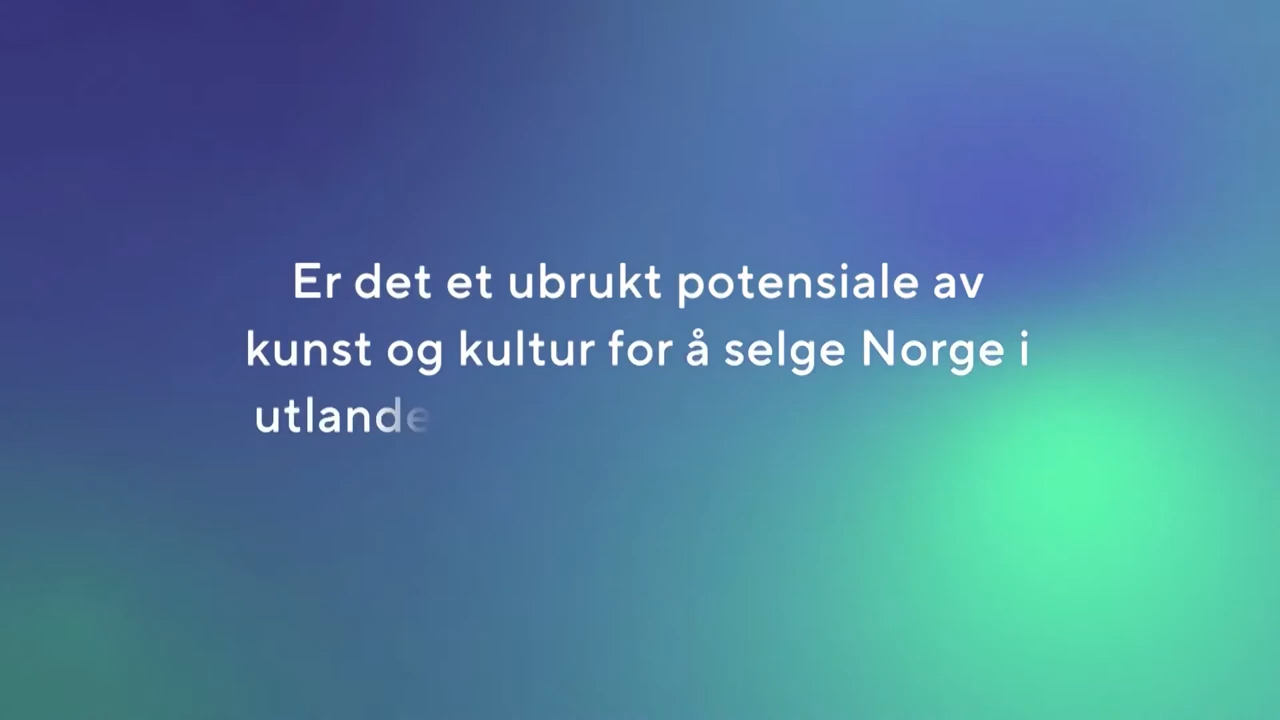 Er det et ubrukt potensiale av
kunst og kultur for å selge Norge i
utlande